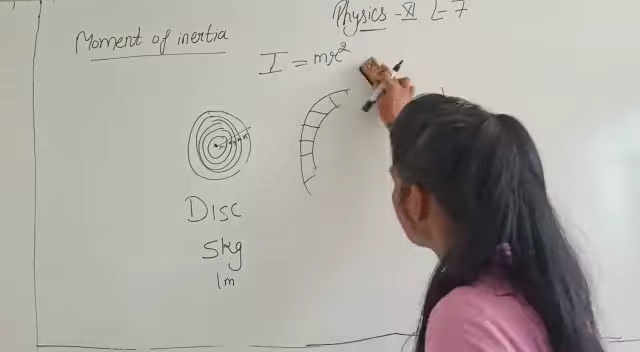 Physics - XI L-7
Moment of inertia
I = mr²
DISC
5kg
1m